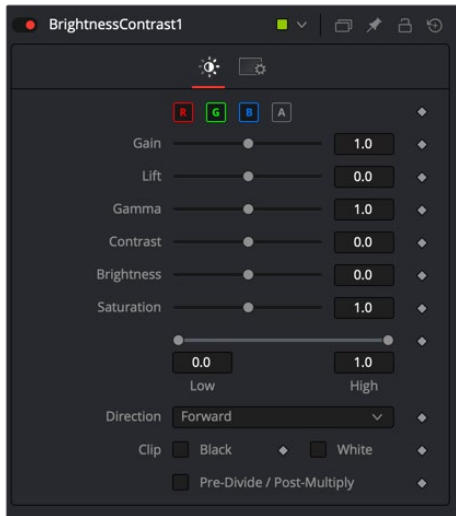 BrightnessContrast1
R G B A
Gain 1.0
Lift 0.0
Gamma 1.0
Contrast 0.0
Brightness 0.0
Saturation 1.0
0.0 1.0
Low High
Direction Forward
Clip Black White
Pre-Divide / Post-Multiply